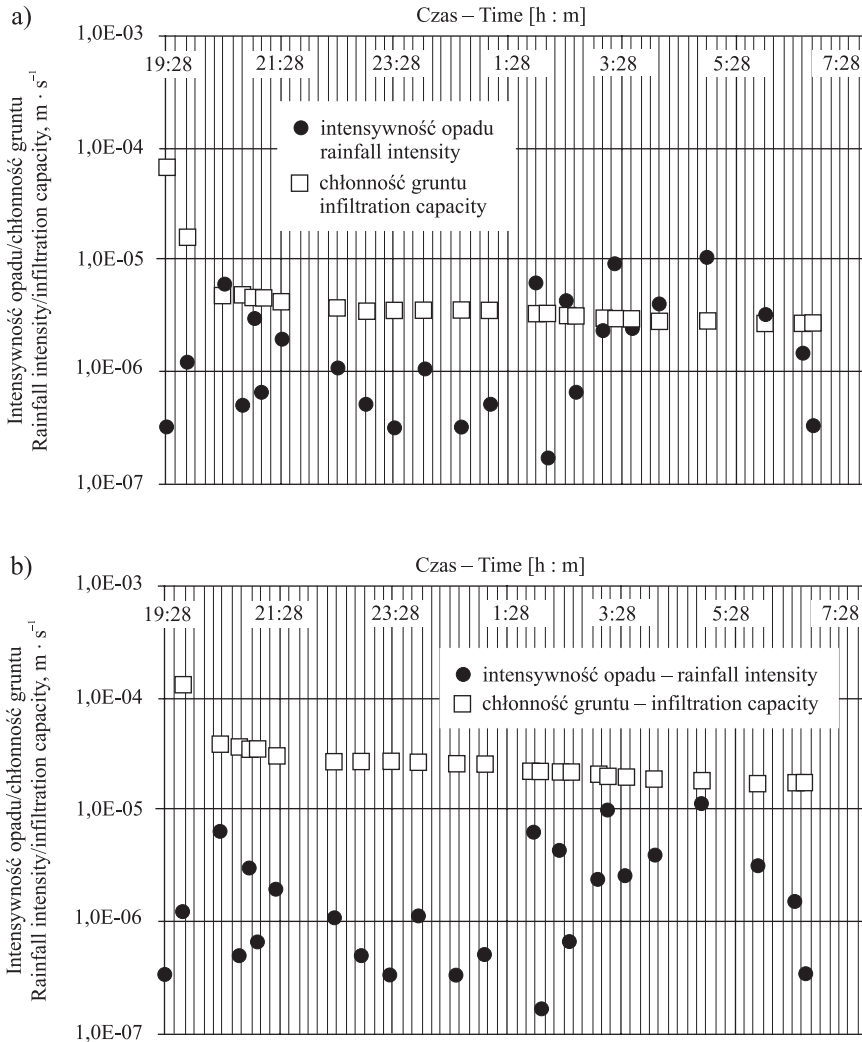 a)
Czas – Time [h : m]
1,0E-03
19:28 21:28 23:28 1:28 3:28 5:28 7:28
1,0E-04
1,0E-05
1,0E-06
1,0E-07
Intensywność opadu/chłonność gruntu
Rainfall intensity/infiltration capacity, m · s⁻¹
intensywność opadu
rainfall intensity
chłonność gruntu
infiltration capacity
b)
Czas – Time [h : m]
1,0E-03
19:28 21:28 23:28 1:28 3:28 5:28 7:28
1,0E-04
1,0E-05
1,0E-06
1,0E-07
Intensywność opadu/chłonność gruntu
Rainfall intensity/infiltration capacity, m · s⁻¹
intensywność opadu – rainfall intensity
chłonność gruntu – infiltration capacity